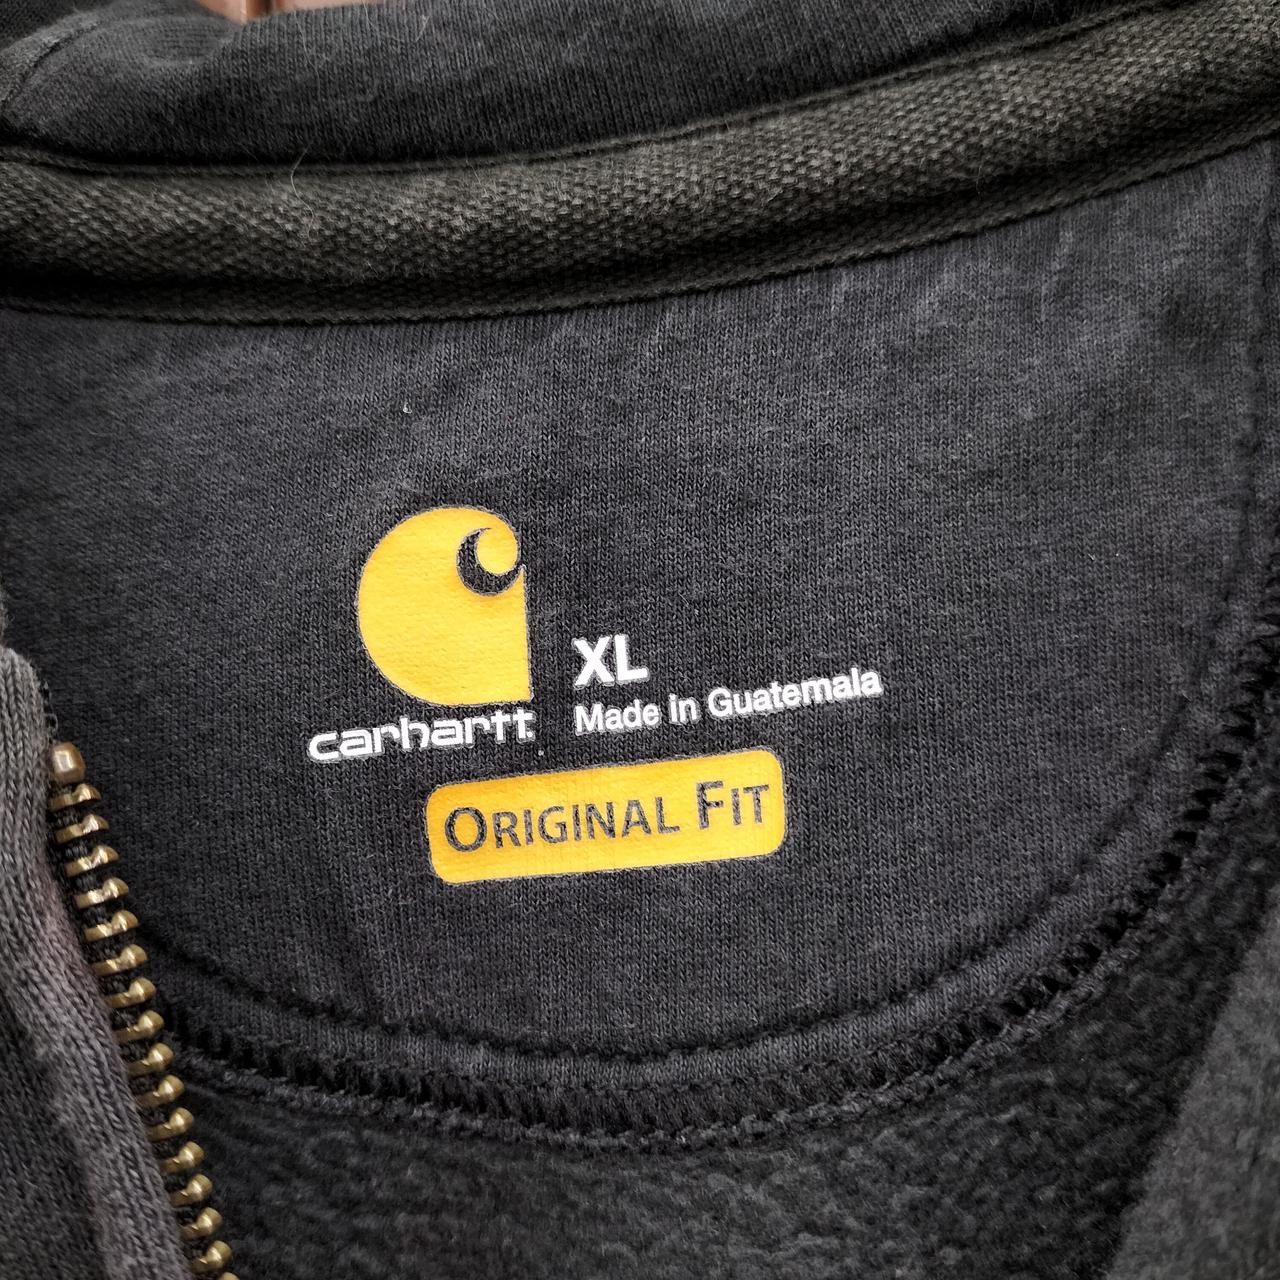 carhartt
XL
Made in Guatemala
ORIGINAL FIT